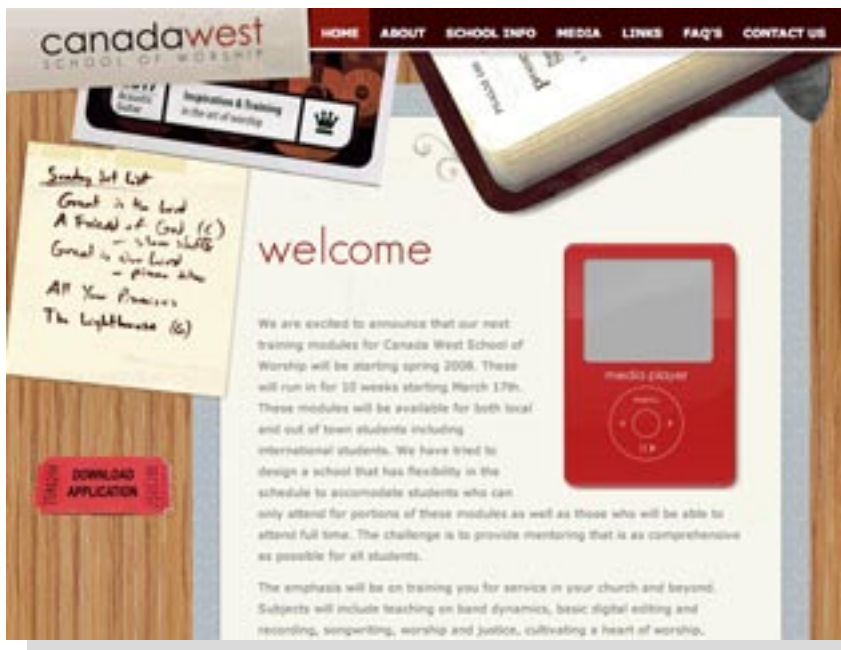 canadawest
SCHOOL OF WORSHIP
HOME ABOUT SCHOOL INFO MEDIA LINKS FAQ'S CONTACT US
Acoustic
Guitar
Inspiration & Training
in the art of worship
PSALM
Sunday Set List
Great is the Lord
A Friend of God (C)
Great is our Lord
All You
The Lighthouse (G)
welcome
We are excited to announce that our next
training modules for Canada West School of
Worship will be starting spring 2008. These
will run in for 10 weeks starting March 17th.
These modules will be available for both local
and out of town students including
international students. We have tried to
design a school that has flexibility in the
schedule to accomodate students who can
only attend for portions of these modules as well as those who will be able to
attend full time. The challenge is to provide mentoring that is as comprehensive
as possible for all students.
The emphasis will be on training you for service in your church and beyond.
Subjects will include teaching on band dynamics, basic digital editing and
recording, songwriting, worship and justice, cultivating a heart of worship,
media player
MENU
DOWNLOAD
APPLICATION